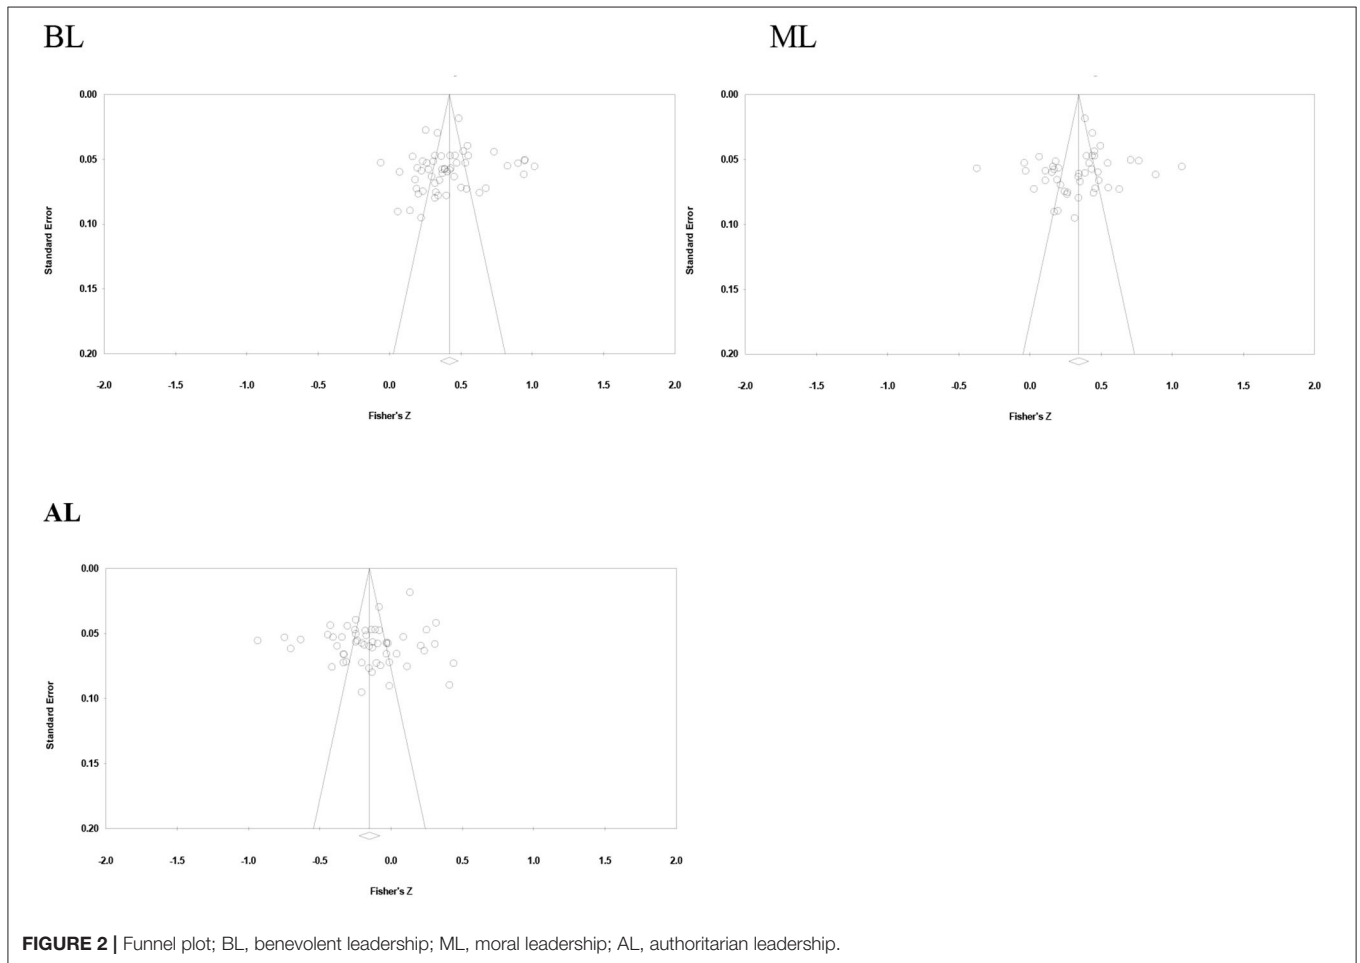 BL
ML
0.00
0.05
0.10
0.15
0.20
Standard Error
-2.0 -1.5 -1.0 -0.5 0.0 0.5 1.0 1.5 2.0
Fisher's Z
0.00
0.05
0.10
0.15
0.20
Standard Error
-2.0 -1.5 -1.0 -0.5 0.0 0.5 1.0 1.5 2.0
Fisher's Z
AL
0.00
0.05
0.10
0.15
0.20
Standard Error
-2.0 -1.5 -1.0 -0.5 0.0 0.5 1.0 1.5 2.0
Fisher's Z
FIGURE 2 | Funnel plot; BL, benevolent leadership; ML, moral leadership; AL, authoritarian leadership.